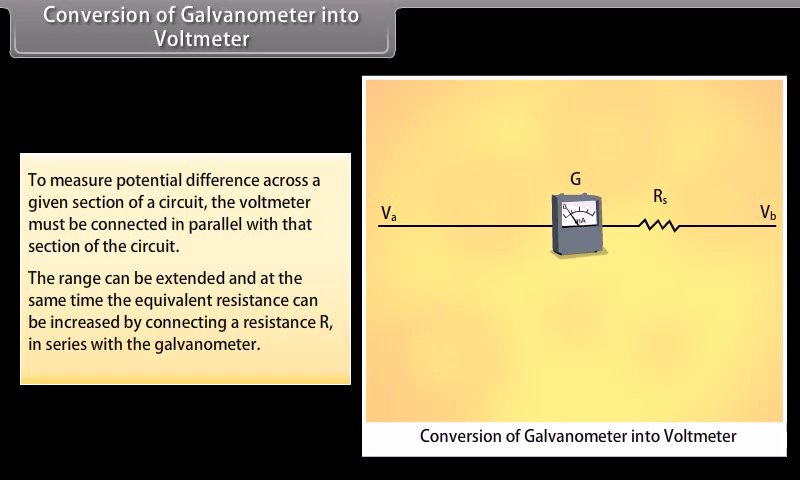 Conversion of Galvanometer into
Voltmeter
To measure potential difference across a
given section of a circuit, the voltmeter
must be connected in parallel with that
section of the circuit.
The range can be extended and at the
same time the equivalent resistance can
be increased by connecting a resistance R,
in series with the galvanometer.
G
Rs
Va
Vb
0
mA
Conversion of Galvanometer into Voltmeter